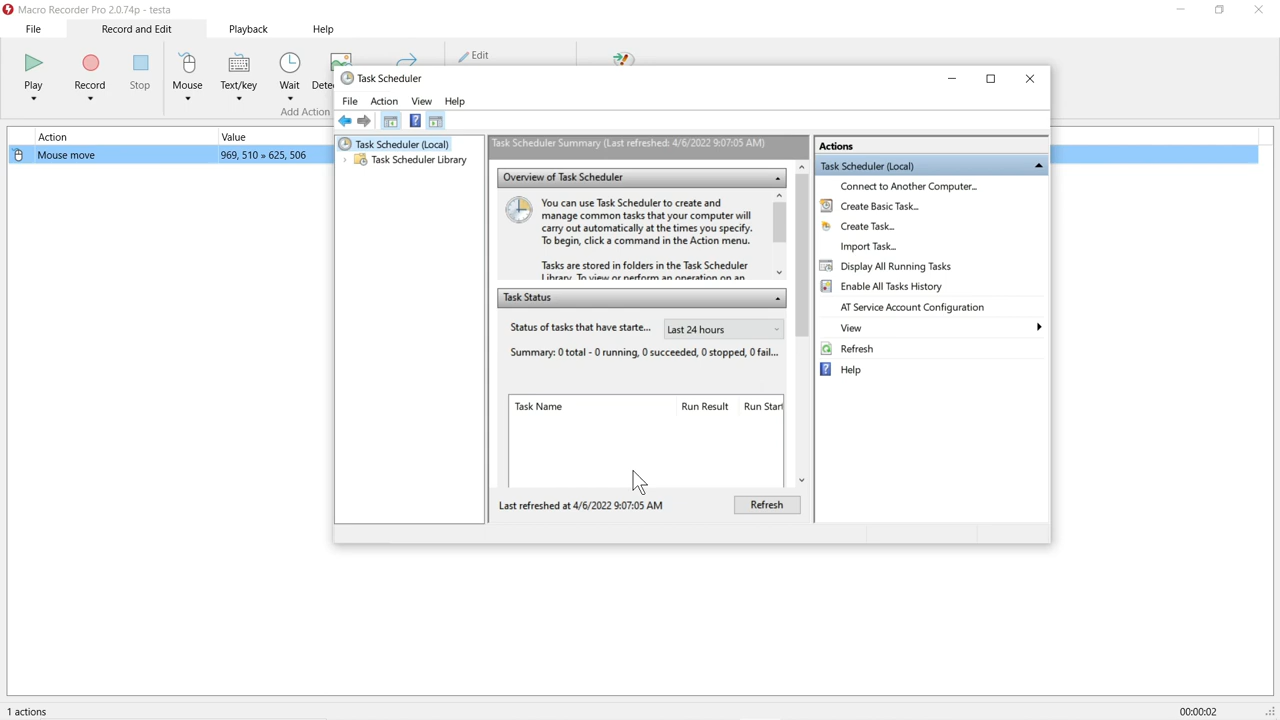 Macro Recorder Pro 2.0.74p - testa
File Record and Edit Playback Help
Play Record Stop Mouse Text/key Wait
Edit
Add Action
Action Value
Mouse move 969, 510 » 625, 506
Task Scheduler
File Action View Help
Task Scheduler (Local)
Task Scheduler Library
Task Scheduler Summary (Last refreshed: 4/6/2022 9:07:05 AM)
Overview of Task Scheduler
You can use Task Scheduler to create and
manage common tasks that your computer will
carry out automatically at the times you specify.
To begin, click a command in the Action menu.
Tasks are stored in folders in the Task Scheduler
Library. To view or perform an operation on an
Task Status
Status of tasks that have starte... Last 24 hours
Summary: 0 total - 0 running, 0 succeeded, 0 stopped, 0 fail...
Task Name Run Result Run Start
Last refreshed at 4/6/2022 9:07:05 AM Refresh
Actions
Task Scheduler (Local)
Connect to Another Computer...
Create Basic Task...
Create Task...
Import Task...
Display All Running Tasks
Enable All Tasks History
AT Service Account Configuration
View
Refresh
Help
1 actions 00:00:02